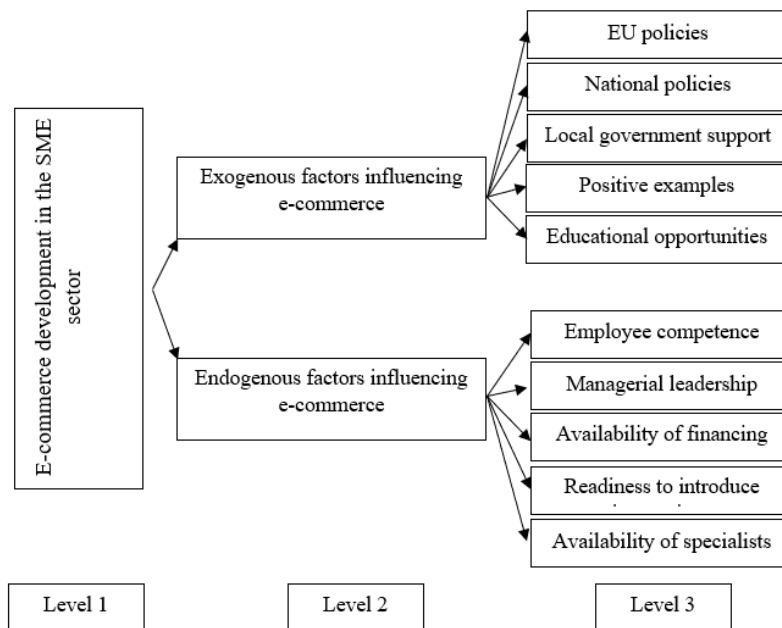 E-commerce development in the SME
sector
Exogenous factors influencing
e-commerce
Endogenous factors influencing
e-commerce
EU policies
National policies
Local government support
Positive examples
Educational opportunities
Employee competence
Managerial leadership
Availability of financing
Readiness to introduce
Availability of specialists
Level 1
Level 2
Level 3